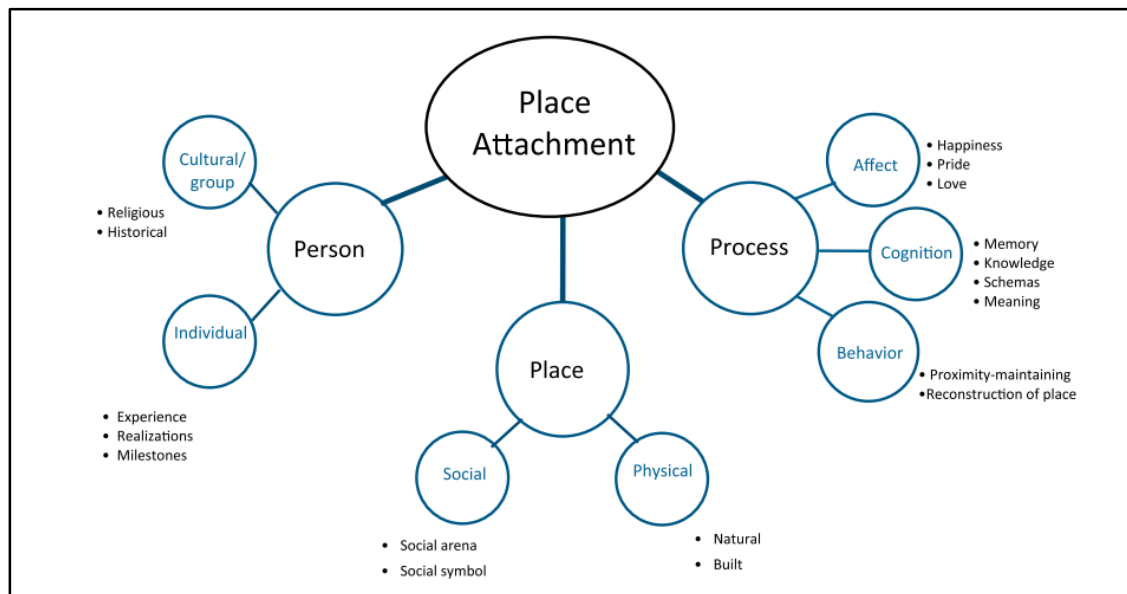 Place
Attachment
Cultural/
group
• Religious
• Historical
Person
Individual
• Experience
• Realizations
• Milestones
Place
Social
• Social arena
• Social symbol
Physical
• Natural
• Built
Process
Affect
• Happiness
• Pride
• Love
Cognition
• Memory
• Knowledge
• Schemas
• Meaning
Behavior
• Proximity-maintaining
•Reconstruction of place